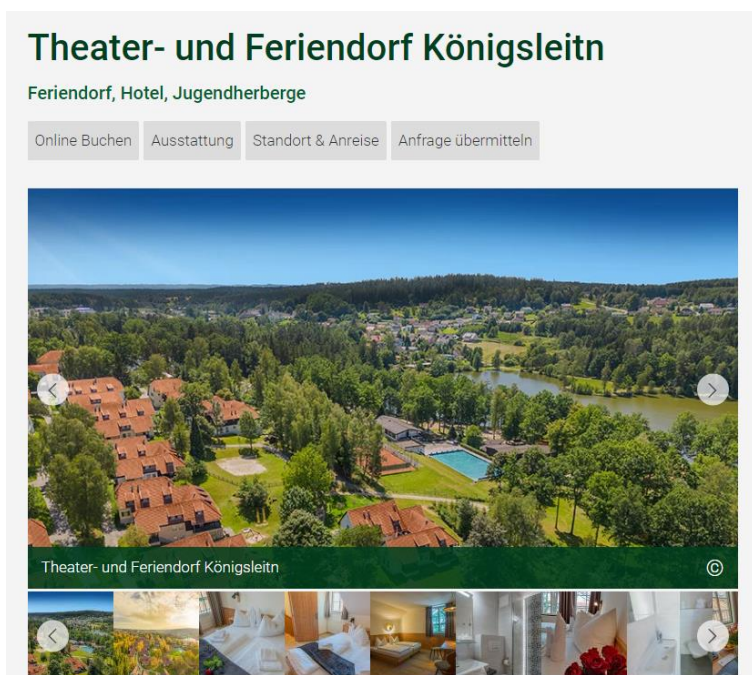 Theater- und Feriendorf Königsleitn
Feriendorf, Hotel, Jugendherberge
Online Buchen Ausstattung Standort & Anreise Anfrage übermitteln
Theater- und Feriendorf Königsleitn ©